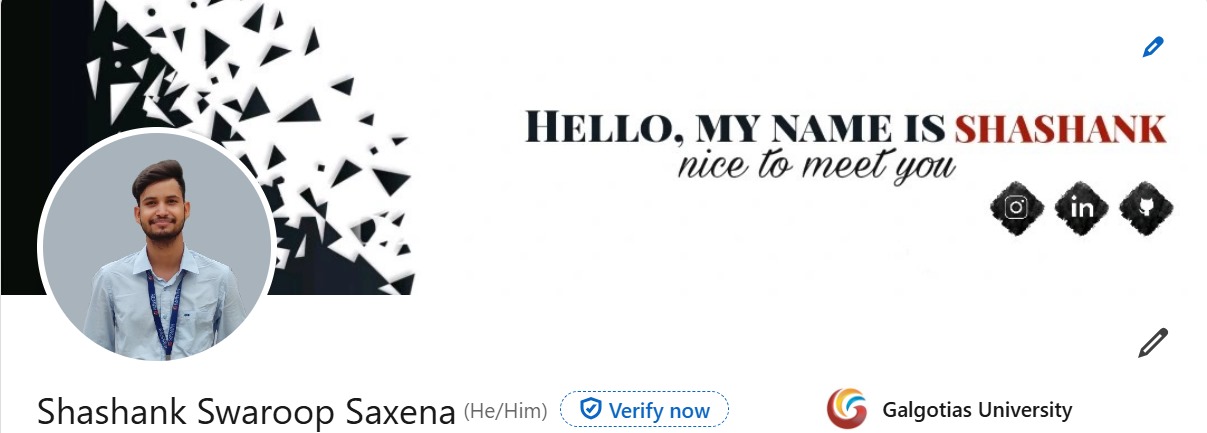 HELLO, MY NAME IS SHASHANK
nice to meet you
in
Shashank Swaroop Saxena (He/Him) Verify now
Galgotias University